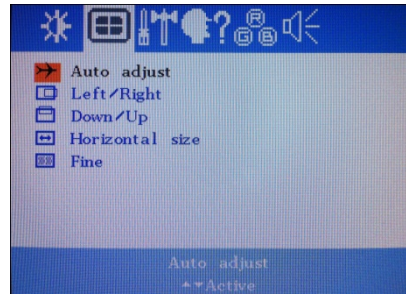 ?
R
G B
Auto adjust
Left/Right
Down/Up
Horizontal size
Fine
Auto adjust
Active